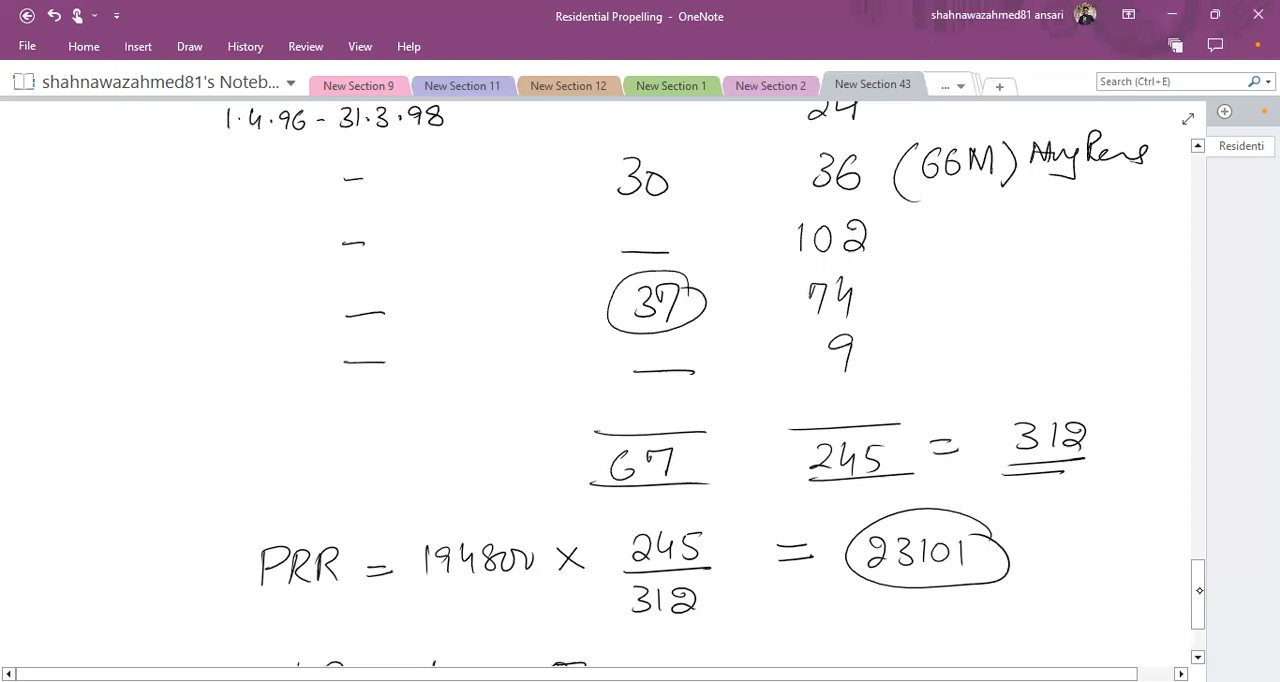 Residential Propelling - OneNote
shahnawazahmed81 ansari
File Home Insert Draw History Review View Help
shahnawazahmed81's Noteb...
New Section 9 New Section 11 New Section 12 New Section 1 New Section 2 New Section 43 ...
Search (Ctrl+E)
Residenti
1.4.96 - 31.3.98 24
- 30 36 (66M)
- — 102
— 37 74
— — 9
67 245 = 312
PRR = 194800 × 245/312 = 23101